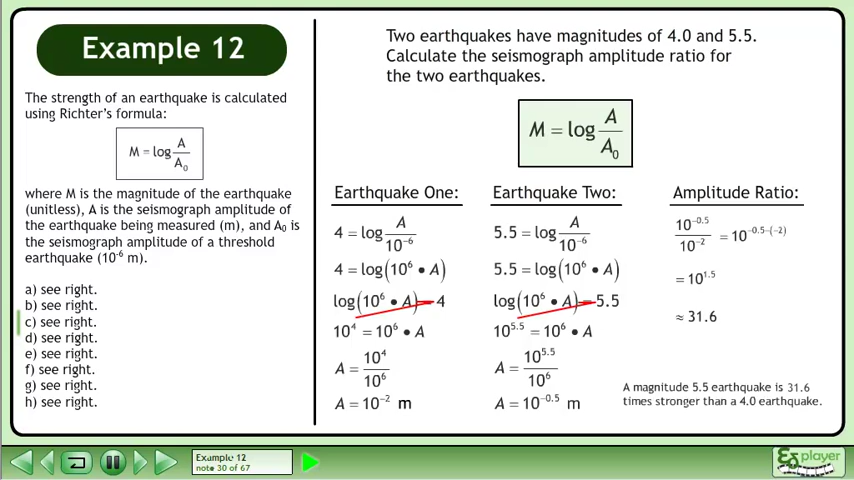 Example 12
The strength of an earthquake is calculated
using Richter's formula:
M = log A/A₀
where M is the magnitude of the earthquake
(unitless), A is the seismograph amplitude of
the earthquake being measured (m), and A₀ is
the seismograph amplitude of a threshold
earthquake (10⁻⁶ m).
a) see right.
b) see right.
c) see right.
d) see right.
e) see right.
f) see right.
g) see right.
h) see right.
Two earthquakes have magnitudes of 4.0 and 5.5.
Calculate the seismograph amplitude ratio for
the two earthquakes.
M = log A/A₀
Earthquake One:
4 = log A/10⁻⁶
4 = log(10⁶ • A)
log(10⁶ • A) = 4
10⁴ = 10⁶ • A
A = 10⁴/10⁶
A = 10⁻² m
Earthquake Two:
5.5 = log A/10⁻⁶
5.5 = log(10⁶ • A)
log(10⁶ • A) = 5.5
10⁵·⁵ = 10⁶ • A
A = 10⁵·⁵/10⁶
A = 10⁻⁰·⁵ m
Amplitude Ratio:
10⁻⁰·⁵/10⁻² = 10⁻⁰·⁵⁻⁽⁻²⁾
= 10¹·⁵
≈ 31.6
A magnitude 5.5 earthquake is 31.6
times stronger than a 4.0 earthquake.
Example 12
note 30 of 67
player